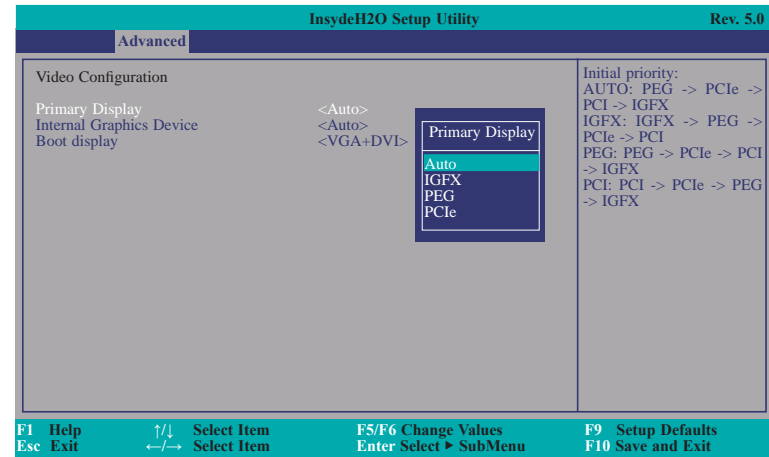 InsydeH2O Setup Utility Rev. 5.0
Advanced
Video Configuration
Primary Display <Auto>
Internal Graphics Device <Auto>
Boot display <VGA+DVI>
Primary Display
Auto
IGFX
PEG
PCIe
Initial priority:
AUTO: PEG -> PCIe ->
PCI -> IGFX
IGFX: IGFX -> PEG ->
PCIe -> PCI
PEG: PEG -> PCIe -> PCI
-> IGFX
PCI: PCI -> PCIe -> PEG
-> IGFX
F1 Help ↑/↓ Select Item F5/F6 Change Values F9 Setup Defaults
Esc Exit ←/→ Select Item Enter Select ► SubMenu F10 Save and Exit